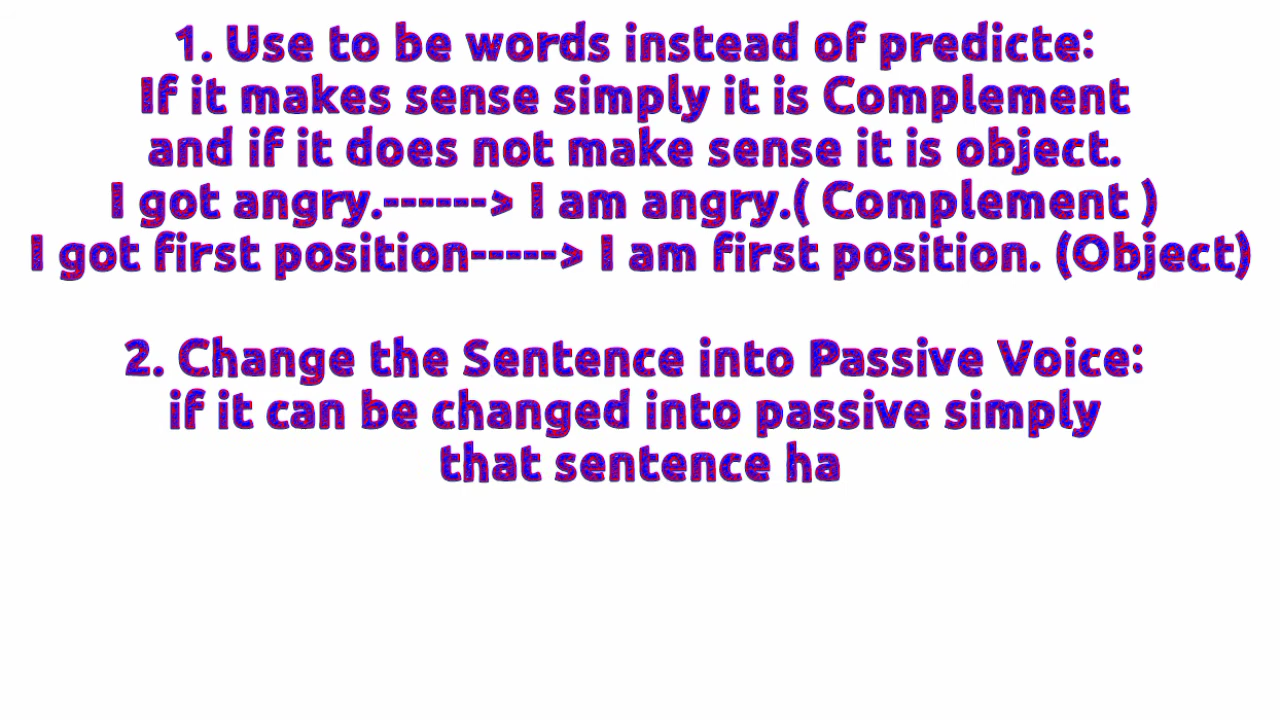 1. Use to be words instead of predicte:
If it makes sense simply it is Complement
and if it does not make sense it is object.
I got angry.------> I am angry.( Complement )
I got first position-----> I am first position. (Object)
2. Change the Sentence into Passive Voice:
if it can be changed into passive simply
that sentence ha